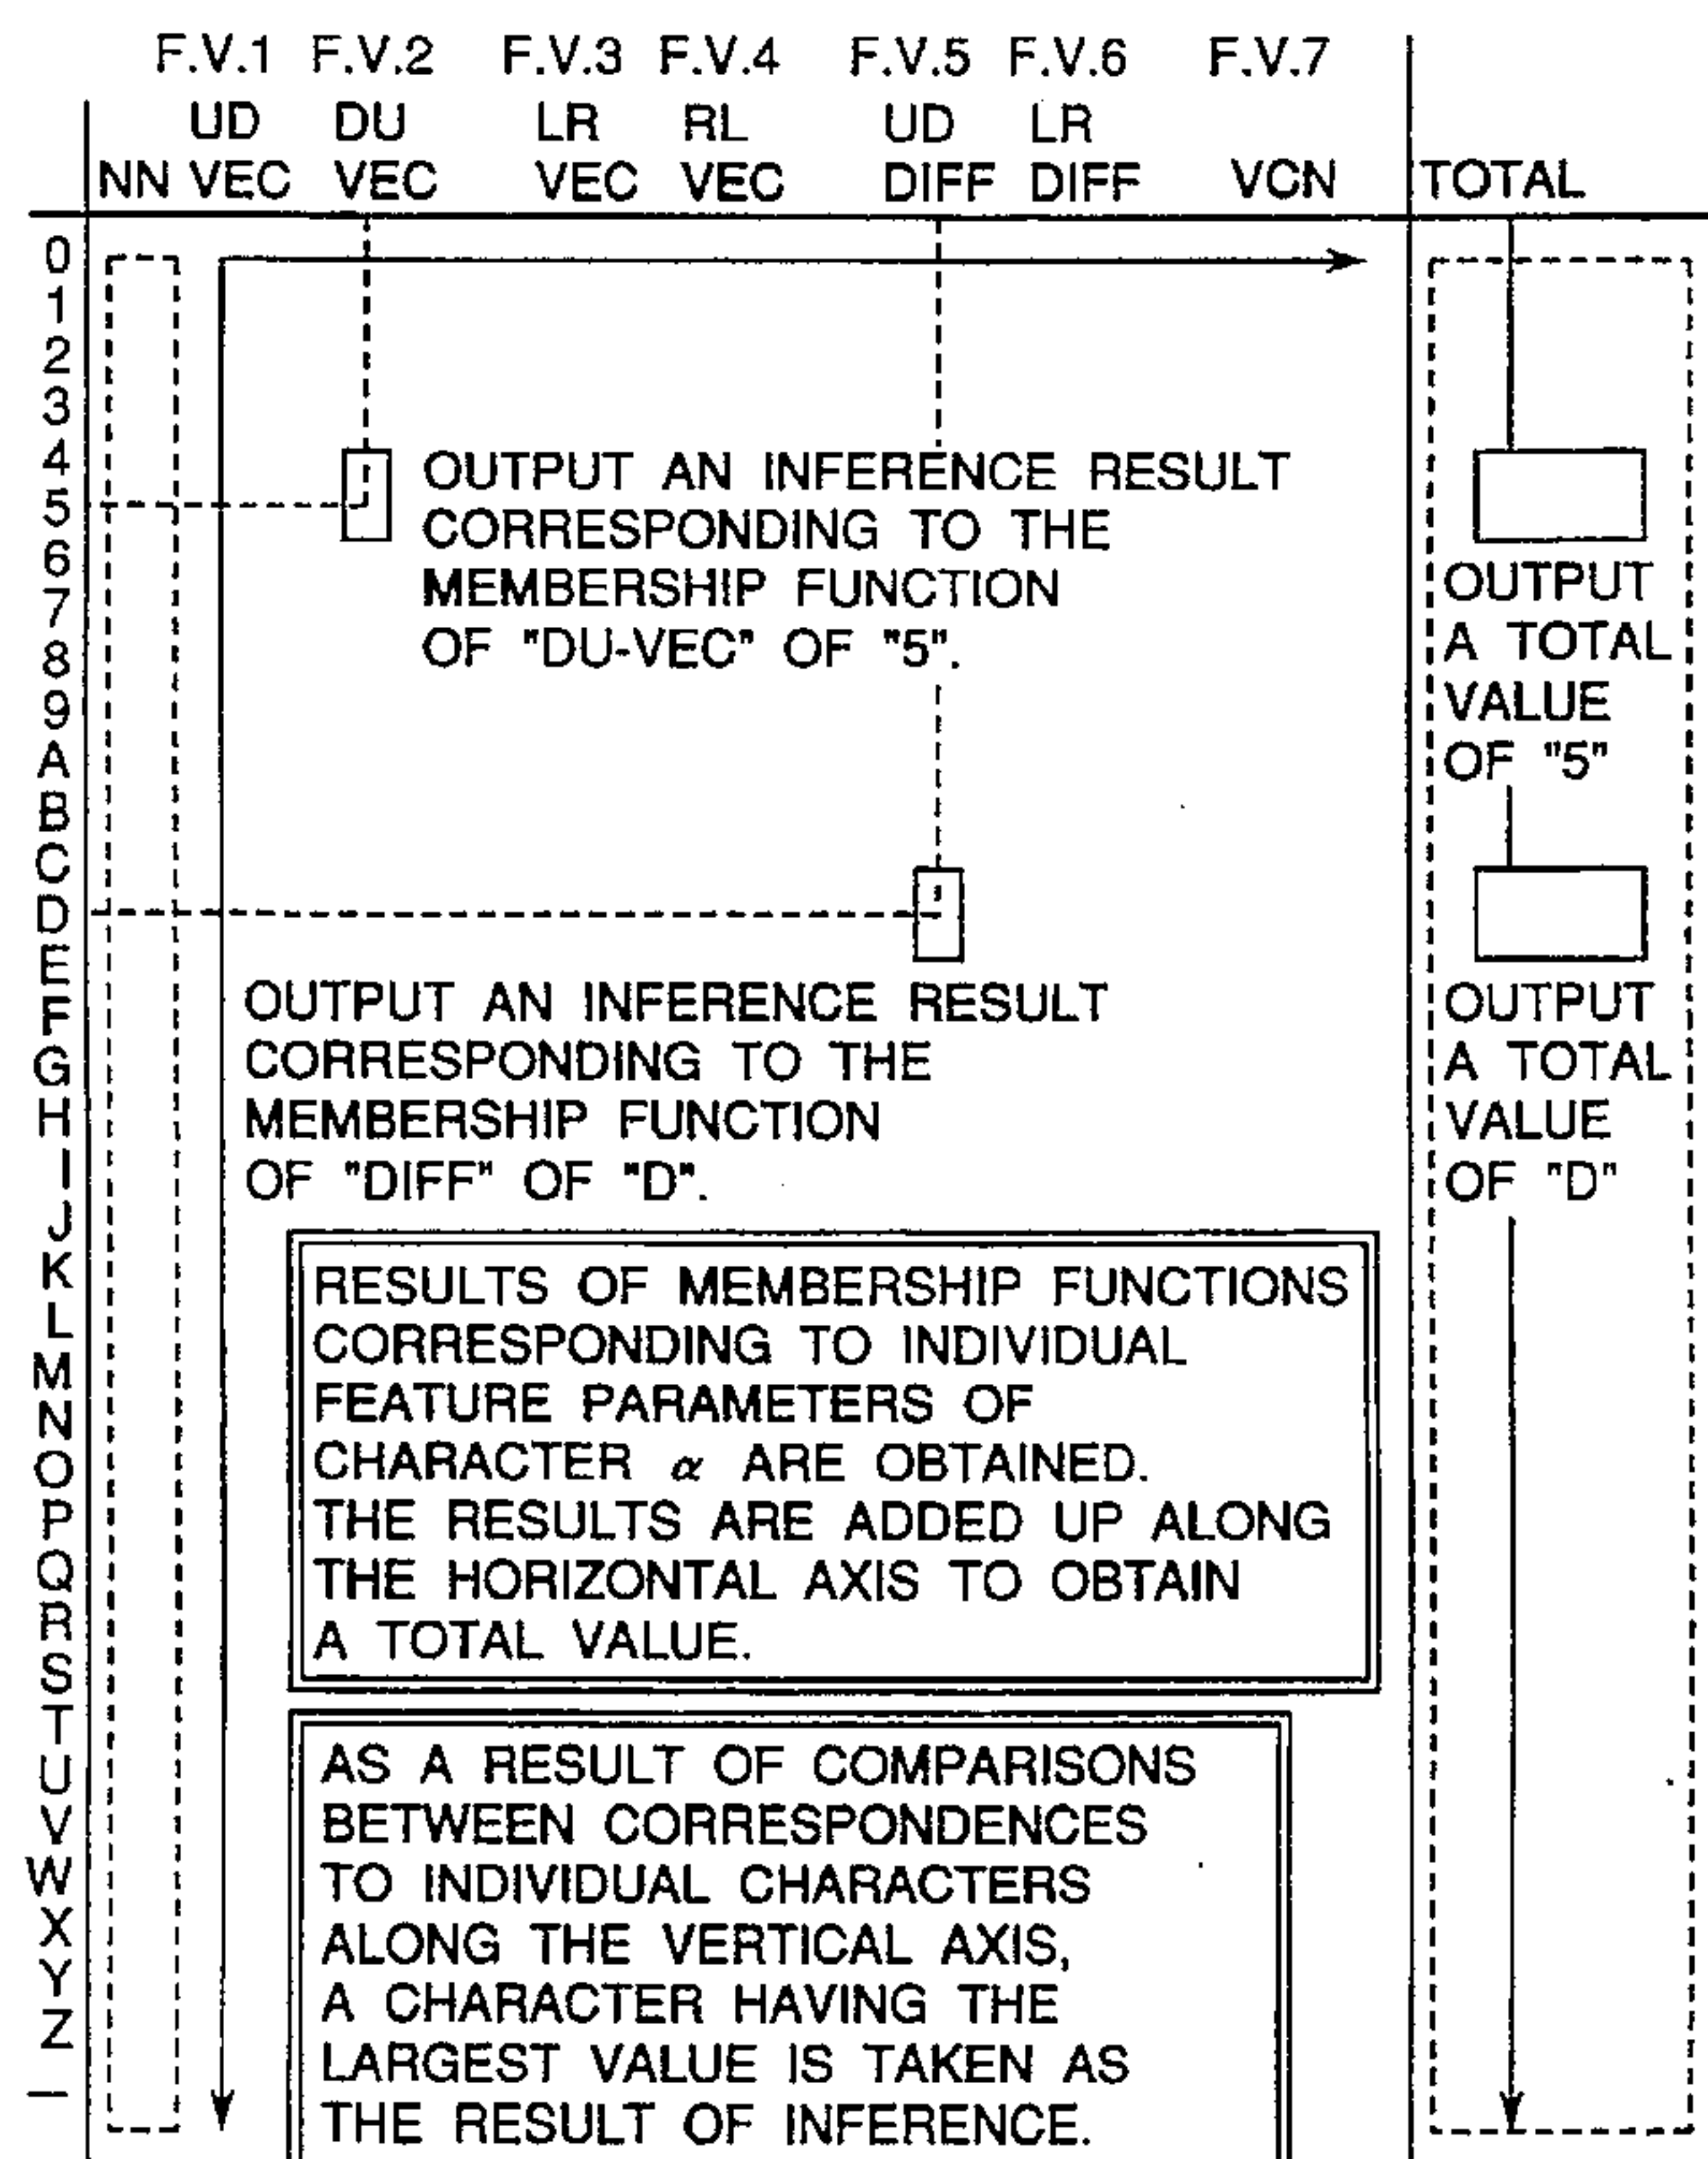 F.V.1 F.V.2 F.V.3 F.V.4 F.V.5 F.V.6 F.V.7
UD DU LR RL UD LR
NN VEC VEC VEC VEC DIFF DIFF VCN TOTAL
0
1
2
3
4
5
6
7
8
9
A
B
C
D
E
F
G
H
I
J
K
L
M
N
O
P
Q
R
S
T
U
V
W
X
Y
Z
—
OUTPUT AN INFERENCE RESULT
CORRESPONDING TO THE
MEMBERSHIP FUNCTION
OF "DU-VEC" OF "5".
OUTPUT
A TOTAL
VALUE
OF "5"
OUTPUT AN INFERENCE RESULT
CORRESPONDING TO THE
MEMBERSHIP FUNCTION
OF "DIFF" OF "D".
OUTPUT
A TOTAL
VALUE
OF "D"
RESULTS OF MEMBERSHIP FUNCTIONS
CORRESPONDING TO INDIVIDUAL
FEATURE PARAMETERS OF
CHARACTER α ARE OBTAINED.
THE RESULTS ARE ADDED UP ALONG
THE HORIZONTAL AXIS TO OBTAIN
A TOTAL VALUE.
AS A RESULT OF COMPARISONS
BETWEEN CORRESPONDENCES
TO INDIVIDUAL CHARACTERS
ALONG THE VERTICAL AXIS,
A CHARACTER HAVING THE
LARGEST VALUE IS TAKEN AS
THE RESULT OF INFERENCE.